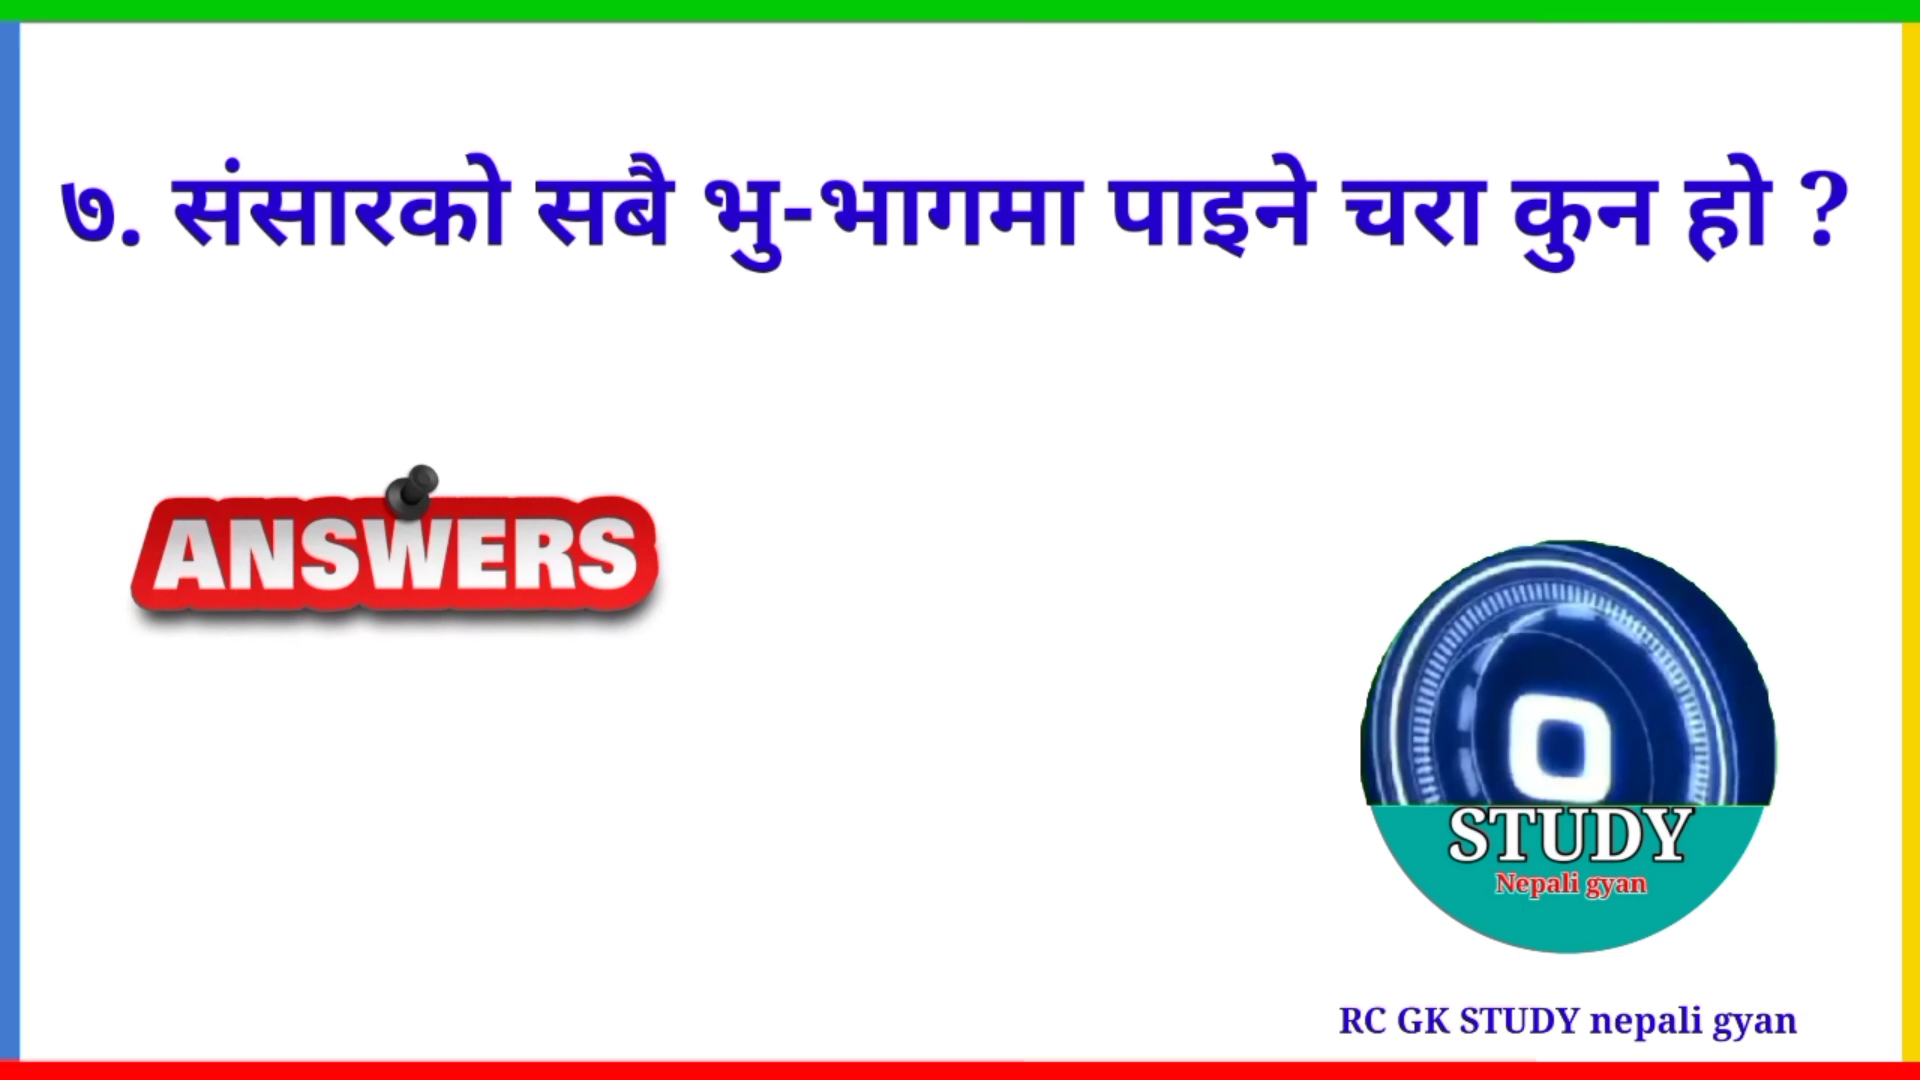 ७. संसारको सबै भु-भागमा पाइने चरा कुन हो ?
ANSWERS
STUDY
Nepali gyan
RC GK STUDY nepali gyan